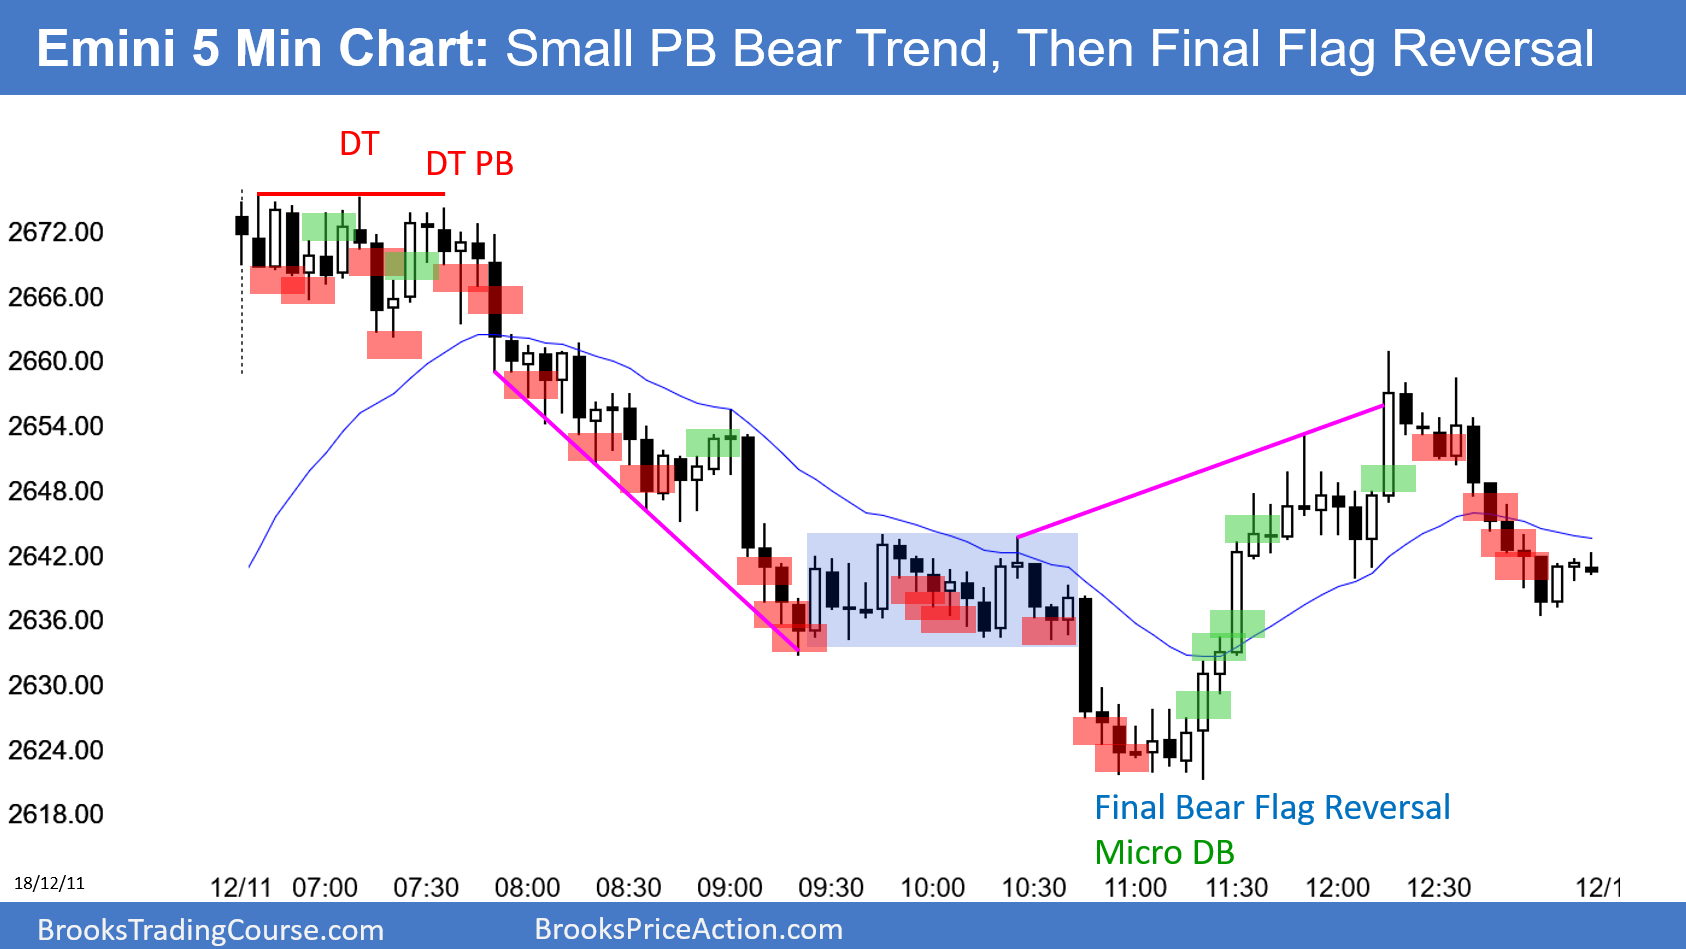 Emini 5 Min Chart: Small PB Bear Trend, Then Final Flag Reversal
DT
DT PB
2672.00
2666.00
2660.00
2654.00
2648.00
2642.00
2636.00
2630.00
2624.00
2618.00
Final Bear Flag Reversal
Micro DB
18/12/11
12/11 07:00 07:30 08:00 08:30 09:00 09:30 10:00 10:30 11:00 11:30 12:00 12:30 12/1
BrooksTradingCourse.com BrooksPriceAction.com